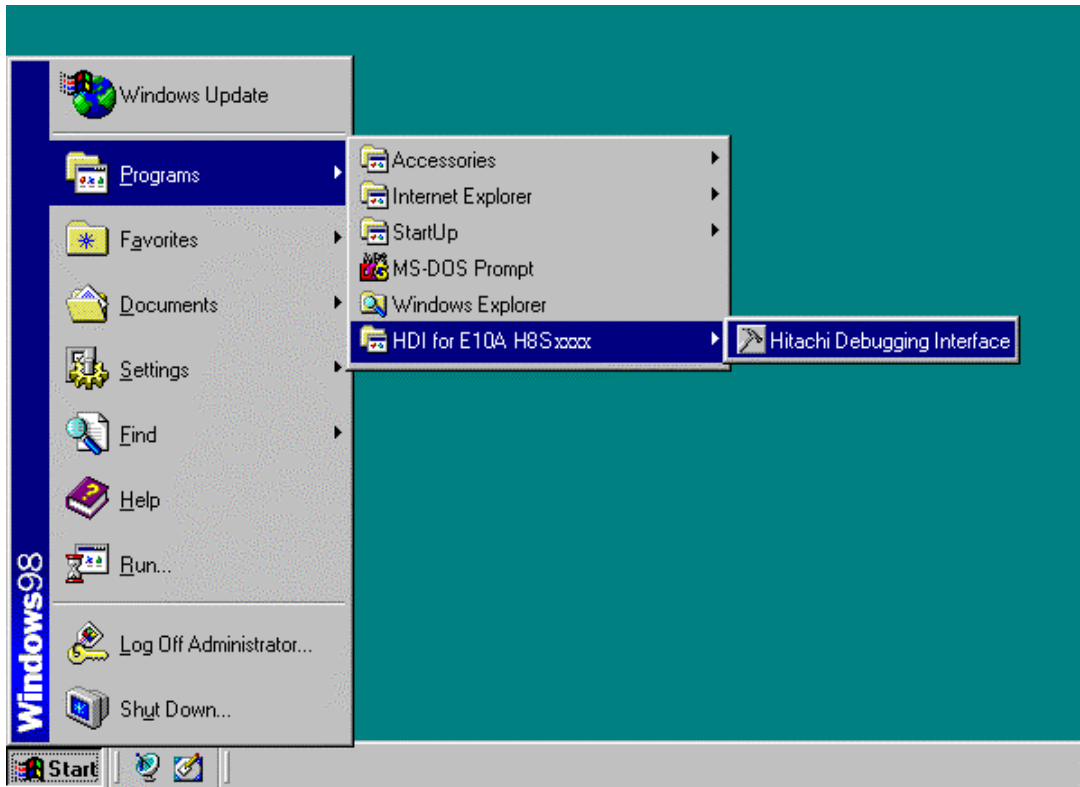 Windows Update
Programs
Favorites
Documents
Settings
Find
Help
Run...
Log Off Administrator...
Shut Down...
Windows98
Accessories
Internet Explorer
StartUp
MS-DOS Prompt
Windows Explorer
HDI for E10A H8Sxxxx
Hitachi Debugging Interface
Start